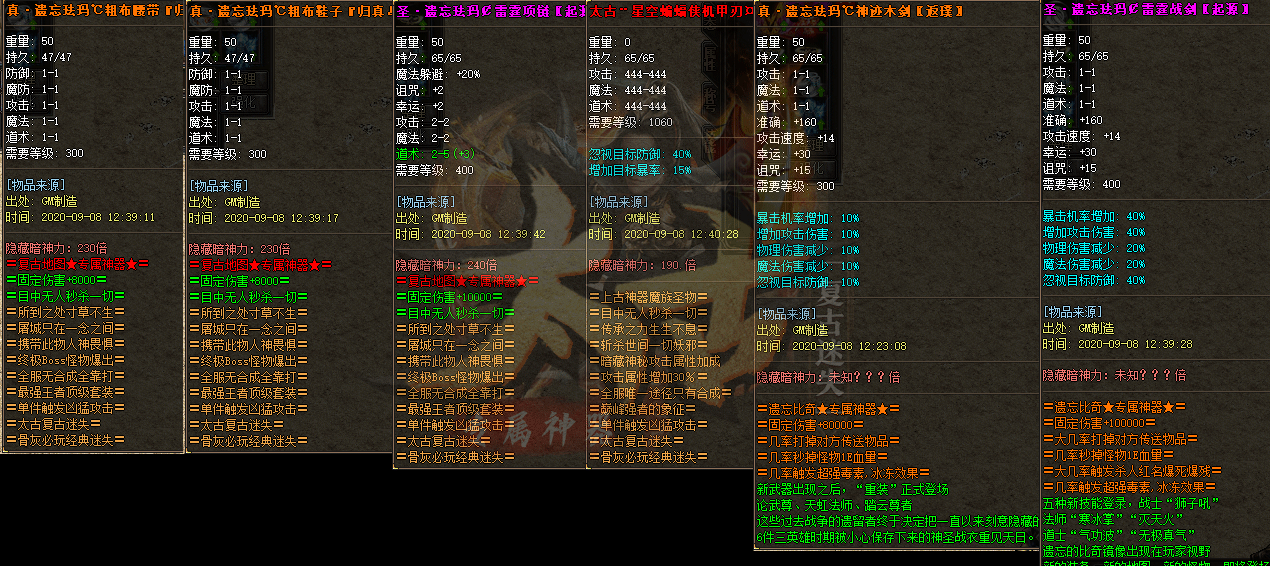 真·遗忘珐玛℃粗布腰带『归
重量: 50
持久: 47/47
防御: 1-1
魔防: 1-1
攻击: 1-1
魔法: 1-1
道术: 1-1
需要等级: 300
[物品来源]
出处: GM制造
时间: 2020-09-08 12:39:11
隐藏暗神力: 230倍
=复古地图★专属神器★=
=固定伤害+8000=
=目中无人秒杀一切=
=所到之处寸草不生=
=屠城只在一念之间=
=携带此物人神畏惧=
=终极Boss怪物爆出=
=全服无合成全靠打=
=最强王者顶级套装=
=单件触发凶猛攻击=
=太古复古迷失=
=骨灰必玩经典迷失=
真·遗忘珐玛℃粗布鞋子『归真
重量: 50
持久: 47/47
防御: 1-1
魔防: 1-1
攻击: 1-1
魔法: 1-1
道术: 1-1
需要等级: 300
[物品来源]
出处: GM制造
时间: 2020-09-08 12:39:17
隐藏暗神力: 230倍
=复古地图★专属神器★=
=固定伤害+8000=
=目中无人秒杀一切=
=所到之处寸草不生=
=屠城只在一念之间=
=携带此物人神畏惧=
=终极Boss怪物爆出=
=全服无合成全靠打=
=最强王者顶级套装=
=单件触发凶猛攻击=
=太古复古迷失=
=骨灰必玩经典迷失=
圣·遗忘珐玛☪雷霆项链〖起源
重量: 50
持久: 65/65
魔法躲避: +20%
诅咒: +2
幸运: +2
攻击: 2-2
魔法: 2-2
道术: 2-5(+3)
需要等级: 400
[物品来源]
出处: GM制造
时间: 2020-09-08 12:39:42
隐藏暗神力: 240倍
=复古地图★专属神器★=
=固定伤害+10000=
=目中无人秒杀一切=
=所到之处寸草不生=
=屠城只在一念之间=
=携带此物人神畏惧=
=终极Boss怪物爆出=
=全服无合成全靠打=
=最强王者顶级套装=
=单件触发凶猛攻击=
=太古复古迷失=
=骨灰必玩经典迷失=
太古〃星空蝙蝠侠机甲刃
重量: 0
持久: 65/65
攻击: 444-444
魔法: 444-444
道术: 444-444
需要等级: 1060
忽视目标防御: 40%
增加目标暴率: 15%
[物品来源]
出处: GM制造
时间: 2020-09-08 12:40:28
隐藏暗神力: 190.倍
=上古神器魔族圣物=
=目中无人秒杀一切=
=传承之力生生不息=
=斩杀世间一切妖邪=
=暗藏神秘攻击属性加成
=攻击属性增加30%=
=全服唯一途径只有合成=
=巅峰强者的象征=
=单件触发凶猛攻击=
=太古复古迷失=
=骨灰必玩经典迷失=
真·遗忘珐玛℃神迹木剑〖返璞〗
重量: 50
持久: 65/65
攻击: 1-1
魔法: 1-1
道术: 1-1
准确: +160
攻击速度: +14
幸运: +30
诅咒: +15
需要等级: 300
暴击机率增加: 10%
增加攻击伤害: 10%
物理伤害减少: 10%
魔法伤害减少: 10%
忽视目标防御: 10%
[物品来源]
出处: GM制造
时间: 2020-09-08 12:23:08
隐藏暗神力: 未知???倍
=遗忘比奇★专属神器★=
=固定伤害+80000=
=几率打掉对方传送物品=
=几率秒掉怪物1E血量=
=几率触发超强毒素,冰冻效果=
新武器出现之后，“重装”正式登场
论武尊、天虹法师、踏云尊者
这些过去战争的遗留者终于决定把一直以来刻意隐藏的
6件三英雄时期被小心保存下来的神圣战衣重见天日。
圣·遗忘珐玛☪雷霆战剑〖起源〗
重量: 50
持久: 65/65
攻击: 1-1
魔法: 1-1
道术: 1-1
准确: +160
攻击速度: +14
幸运: +30
诅咒: +15
需要等级: 400
暴击机率增加: 40%
增加攻击伤害: 40%
物理伤害减少: 20%
魔法伤害减少: 20%
忽视目标防御: 40%
[物品来源]
出处: GM制造
时间: 2020-09-08 12:39:28
隐藏暗神力: 未知???倍
=遗忘比奇★专属神器★=
=固定伤害+100000=
=大几率打掉对方传送物品=
=几率秒掉怪物1E血量=
=大几率触发杀人红名爆死爆残=
=几率触发超强毒素,冰冻效果=
五种新技能登录，战士“狮子吼”
法师“寒冰掌”“灭天火”
道士“气功波”“无极真气”
遗忘的比奇镜像出现在玩家视野
复古迷失
属神